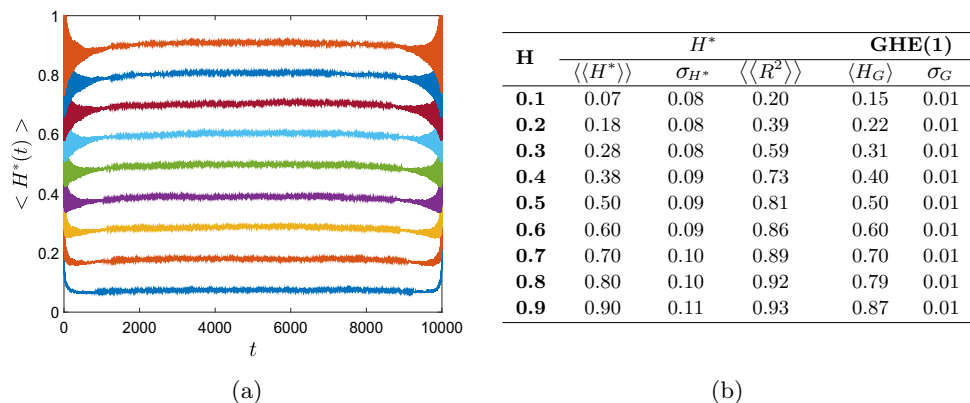 1
0.8
0.6
0.4
0.2
0
< H*(t) >
0 2000 4000 6000 8000 10000
t
(a)
H H* GHE(1)
⟨⟨H*⟩⟩ σ_H* ⟨⟨R²⟩⟩ ⟨H_G⟩ σ_G
0.1 0.07 0.08 0.20 0.15 0.01
0.2 0.18 0.08 0.39 0.22 0.01
0.3 0.28 0.08 0.59 0.31 0.01
0.4 0.38 0.09 0.73 0.40 0.01
0.5 0.50 0.09 0.81 0.50 0.01
0.6 0.60 0.09 0.86 0.60 0.01
0.7 0.70 0.10 0.89 0.70 0.01
0.8 0.80 0.10 0.92 0.79 0.01
0.9 0.90 0.11 0.93 0.87 0.01
(b)